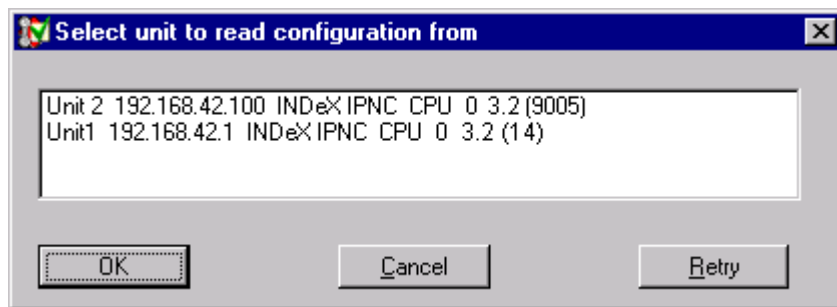 Select unit to read configuration from
Unit 2 192.168.42.100 INDeX IPNC CPU 0 3.2 (9005)
Unit1 192.168.42.1 INDeX IPNC CPU 0 3.2 (14)
OK Cancel Retry